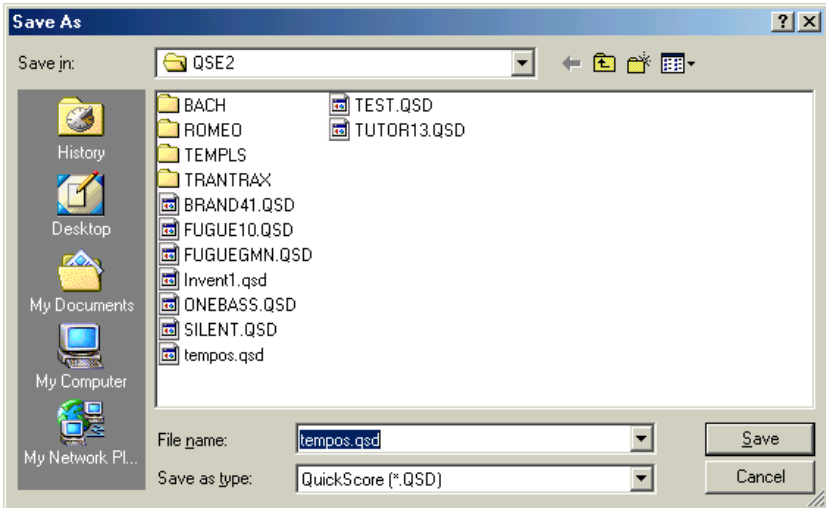 Save As
Save in: QSE2
History
Desktop
My Documents
My Computer
My Network Pl...
BACH
ROMEO
TEMPLS
TRANTRAX
BRAND41.QSD
FUGUE10.QSD
FUGUEGMN.QSD
Invent1.qsd
ONEBASS.QSD
SILENT.QSD
tempos.qsd
TEST.QSD
TUTOR13.QSD
File name: tempos.qsd Save
Save as type: QuickScore (*.QSD) Cancel